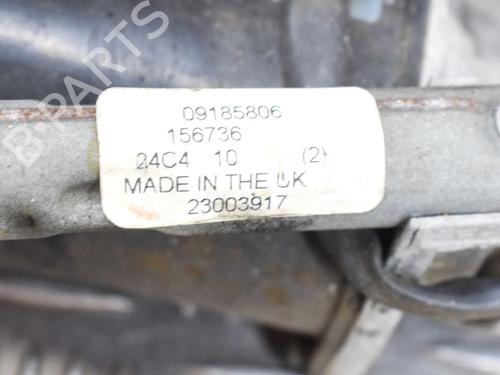 09185806
156736
24C4 10 (2)
MADE IN THE UK
23003917
B-PARTS